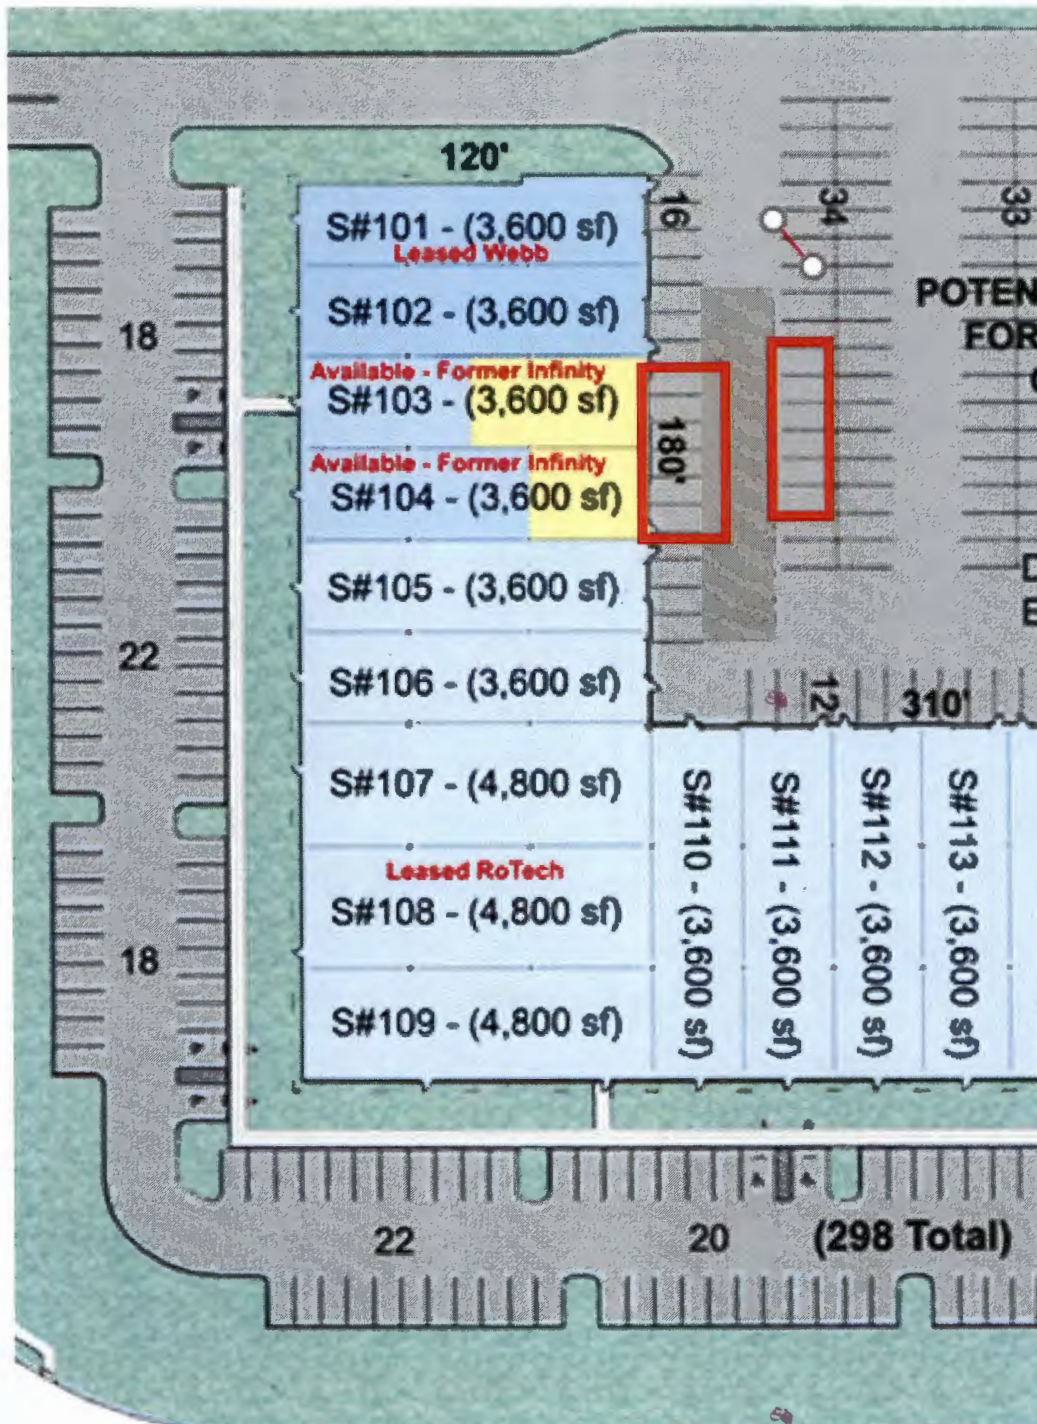 120'
S#101 - (3,600 sf)
Leased Webb
S#102 - (3,600 sf)
Available - Former Infinity
S#103 - (3,600 sf)
Available - Former Infinity
S#104 - (3,600 sf)
S#105 - (3,600 sf)
S#106 - (3,600 sf)
S#107 - (4,800 sf)
Leased RoTech
S#108 - (4,800 sf)
S#109 - (4,800 sf)
16
34
33
180'
POTEN
FOR
18
22
18
12
310'
S#110 - (3,600 sf)
S#111 - (3,600 sf)
S#112 - (3,600 sf)
S#113 - (3,600 sf)
22
20
(298 Total)